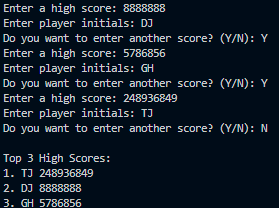 Enter a high score: 8888888
Enter player initials: DJ
Do you want to enter another score? (Y/N): Y
Enter a high score: 5786856
Enter player initials: GH
Do you want to enter another score? (Y/N): Y
Enter a high score: 248936849
Enter player initials: TJ
Do you want to enter another score? (Y/N): N

Top 3 High Scores:
1. TJ 248936849
2. DJ 8888888
3. GH 5786856